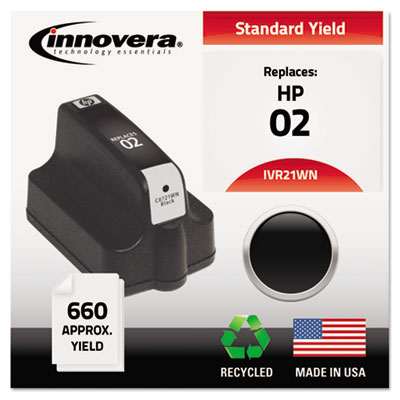 innovera
technology essentials
Standard Yield
Replaces:
HP
02
IVR21WN
hp
REPLACES
02
C8721WN
Black
660
APPROX.
YIELD
RECYCLED
MADE IN USA